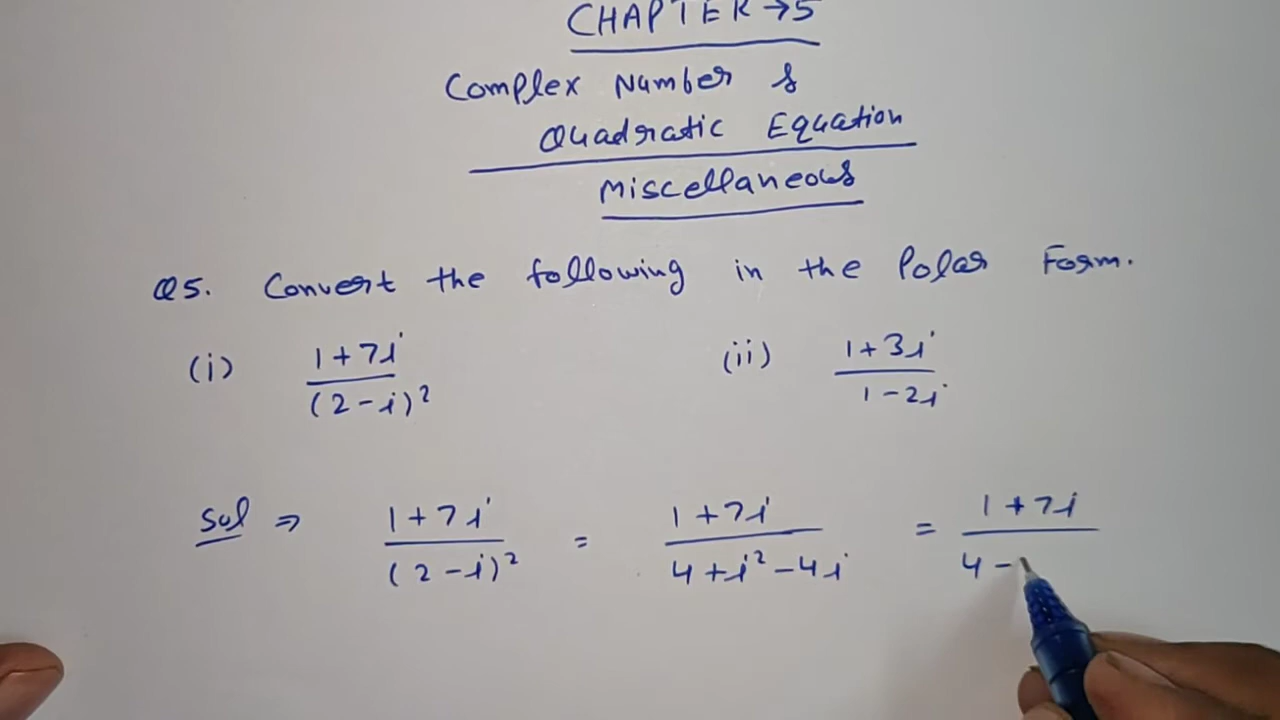 CHAPTER → 5
Complex Number &
Quadratic Equation
Miscellaneous
Q5. Convert the following in the Polar Form.
(i) (1+7i)/(2-i)² (ii) (1+3i)/(1-2i)
Sol ⇒ (1+7i)/(2-i)² = (1+7i)/(4+i²-4i) = (1+7i)/(4-